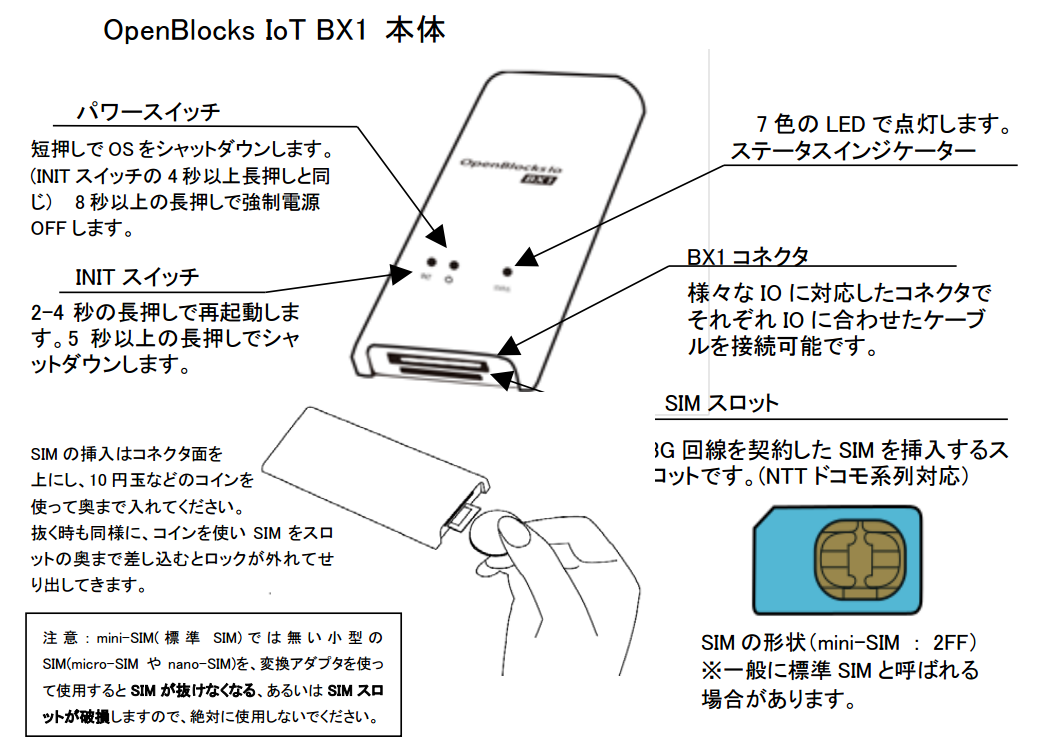 OpenBlocks IoT BX1 本体
パワースイッチ
短押しで OS をシャットダウンします。
(INIT スイッチの 4 秒以上長押しと同
じ) 8 秒以上の長押しで強制電源
OFF します。
INIT スイッチ
2-4 秒の長押しで再起動しま
す。5 秒以上の長押しでシャ
ットダウンします。
OpenBlocks Io
BX1
7 色の LED で点灯します。
ステータスインジケーター
BX1 コネクタ
様々な IO に対応したコネクタで
それぞれ IO に合わせたケーブ
ルを接続可能です。
SIM スロット
3G 回線を契約した SIM を挿入するス
ロットです。(NTT ドコモ系列対応)
SIM の挿入はコネクタ面を
上にし、10 円玉などのコインを
使って奥まで入れてください。
抜く時も同様に、コインを使い SIM をスロ
ットの奥まで差し込むとロックが外れてせ
り出してきます。
注意：mini-SIM(標準 SIM)では無い小型の
SIM(micro-SIM や nano-SIM)を、変換アダプタを使っ
て使用すると SIM が抜けなくなる、あるいは SIM スロ
ットが破損しますので、絶対に使用しないでください。
SIM の形状(mini-SIM : 2FF)
※一般に標準 SIM と呼ばれる
場合があります。